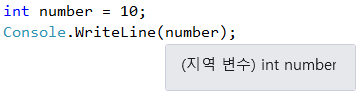 int number = 10;
Console.WriteLine(number);
(지역 변수) int number